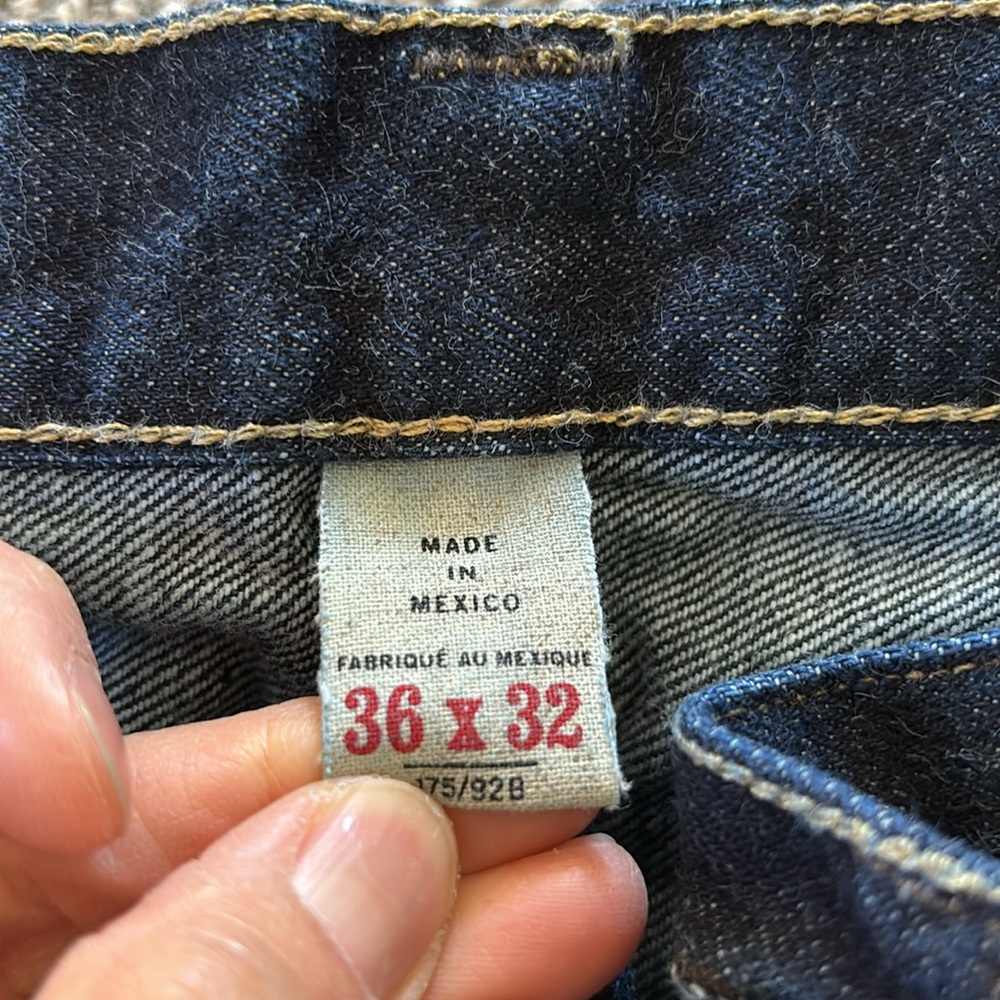 MADE
IN
MEXICO
FABRIQUÉ AU MEXIQUE
36 x 32
175/92B